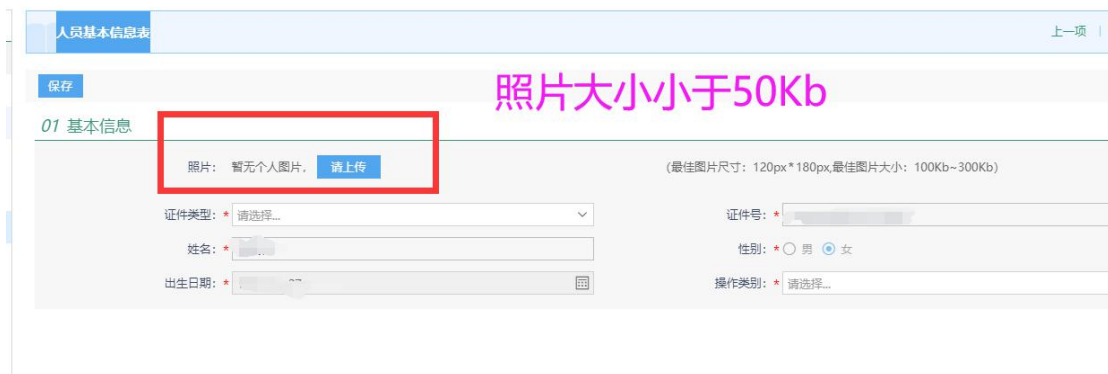 人员基本信息表
上一项
保存
照片大小小于50Kb
01 基本信息
照片： 暂无个人图片， 请上传 (最佳图片尺寸：120px*180px,最佳图片大小：100Kb~300Kb)
证件类型：* 请选择... 证件号：*
姓名：* 性别：* 男 女
出生日期：* 操作类别：* 请选择...